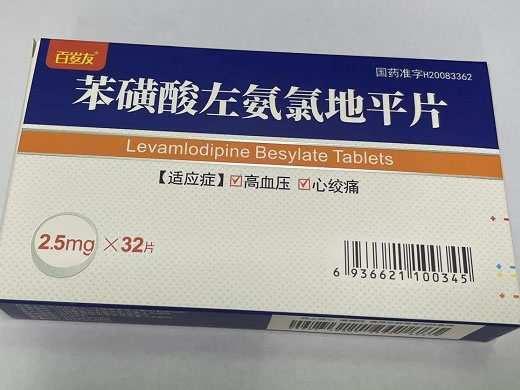 百岁友®
国药准字H20083362
苯磺酸左氨氯地平片
Levamlodipine Besylate Tablets
【适应症】☑高血压 ☑心绞痛
2.5mg ×32片
6 936621 100345